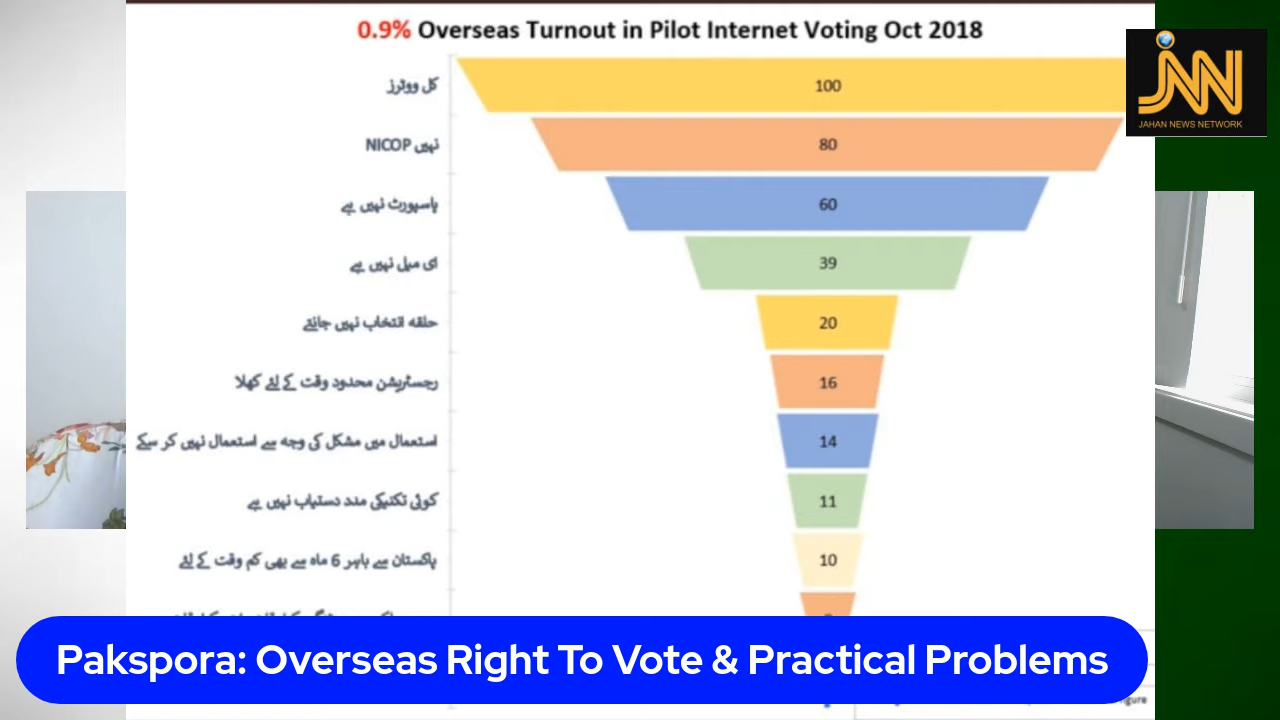 0.9% Overseas Turnout in Pilot Internet Voting Oct 2018
JNN
JAHAN NEWS NETWORK
کل ووٹرز
100
NICOP نہیں
80
پاسپورٹ نہیں ہے
60
ای میل نہیں ہے
39
حلقہ انتخاب نہیں جانتے
20
رجسٹریشن محدود وقت کے لئے کھلا
16
استعمال میں مشکل کی وجہ سے استعمال نہیں کر سکے
14
کوئی تکنیکی مدد دستیاب نہیں ہے
11
پاکستان سے باہر 6 ماہ سے بھی کم وقت کے لئے
10
Pakspora: Overseas Right To Vote & Practical Problems